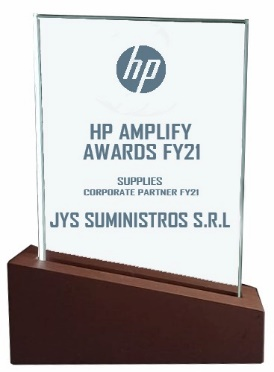 hp
HP AMPLIFY
AWARDS FY21
SUPPLIES
CORPORATE PARTNER FY21
JYS SUMINISTROS S.R.L